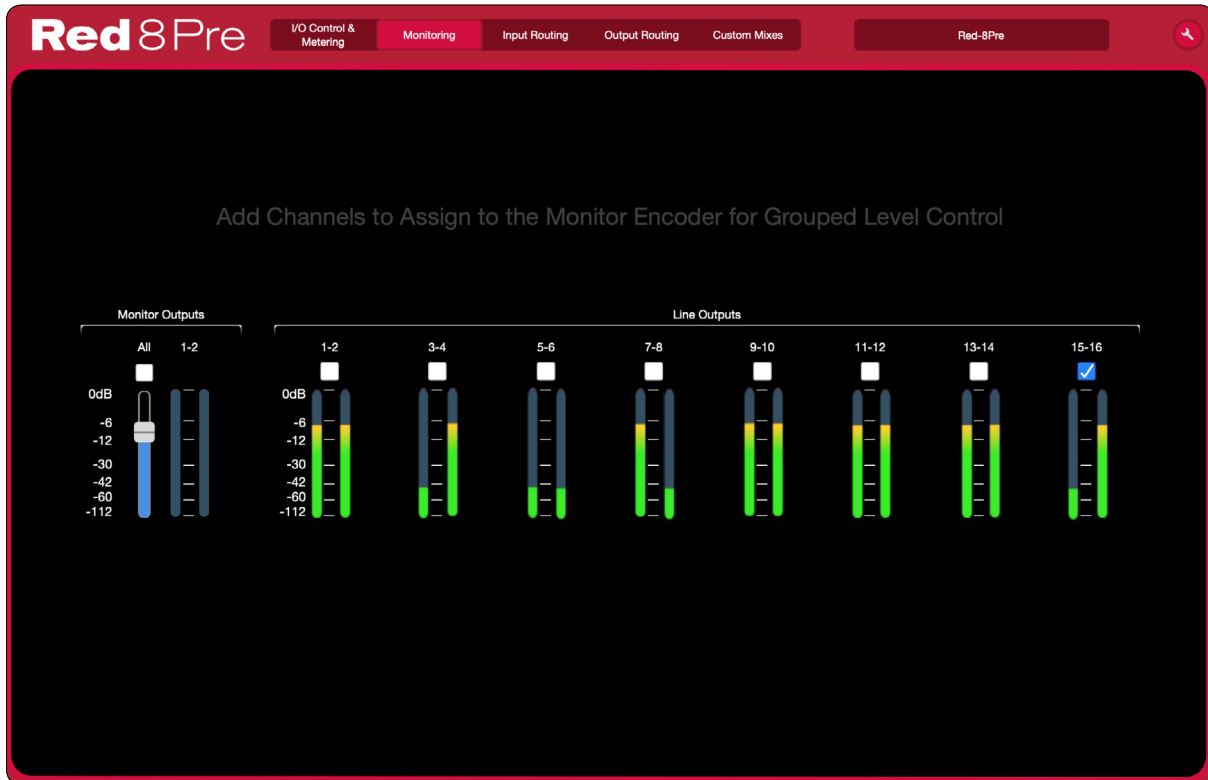 Red 8Pre
I/O Control & Metering
Monitoring
Input Routing
Output Routing
Custom Mixes
Red-8Pre
Add Channels to Assign to the Monitor Encoder for Grouped Level Control
Monitor Outputs
Line Outputs
All 1-2
1-2 3-4 5-6 7-8 9-10 11-12 13-14 15-16
0dB
-6
-12
-30
-42
-60
-112
0dB
-6
-12
-30
-42
-60
-112